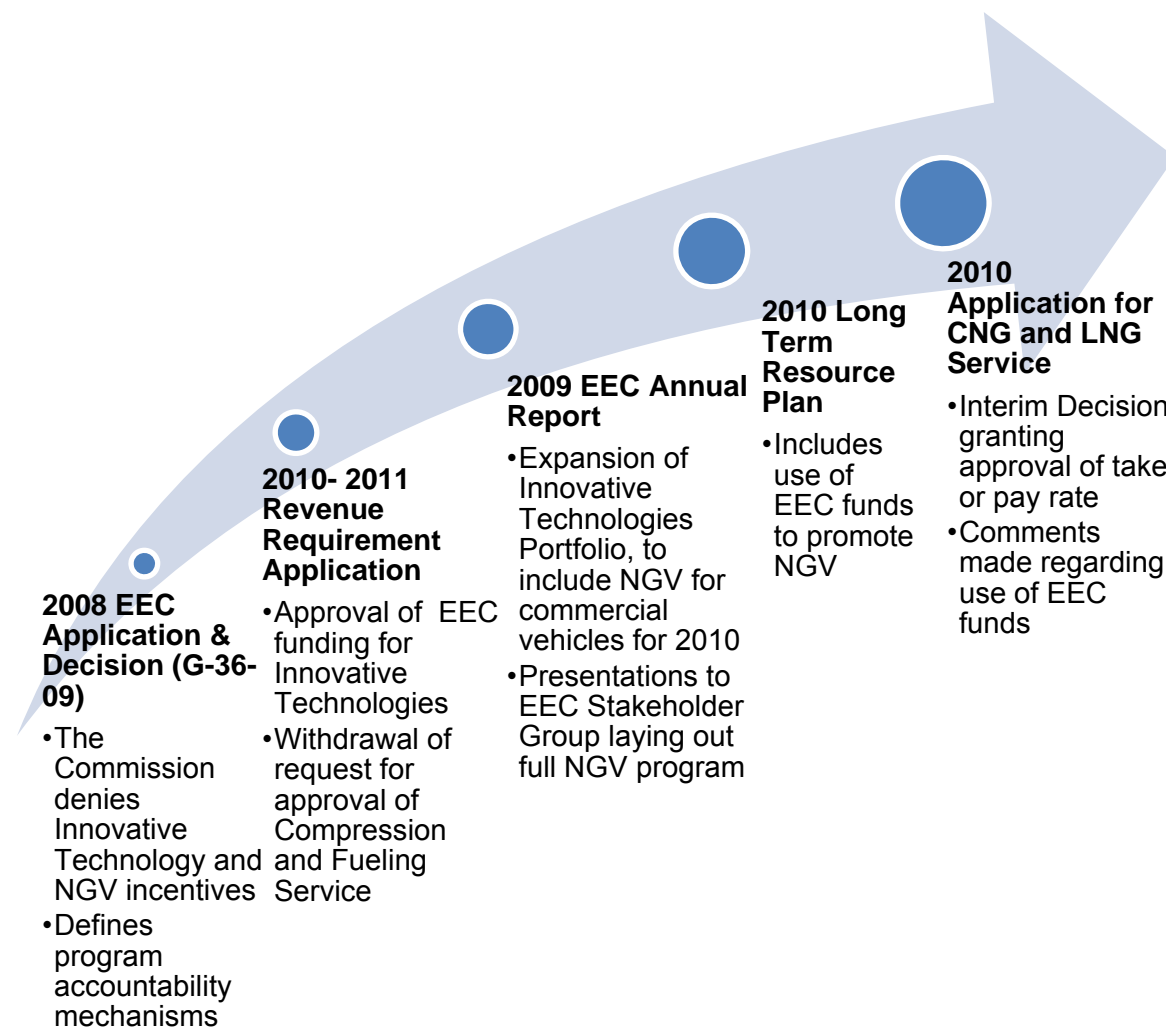 2008 EEC
Application &
Decision (G-36-
09)
•The
Commission
denies
Innovative
Technology and
NGV incentives
•Defines
program
accountability
mechanisms
2010- 2011
Revenue
Requirement
Application
•Approval of EEC
funding for
Innovative
Technologies
•Withdrawal of
request for
approval of
Compression
and Fueling
Service
2009 EEC Annual
Report
•Expansion of
Innovative
Technologies
Portfolio, to
include NGV for
commercial
vehicles for 2010
•Presentations to
EEC Stakeholder
Group laying out
full NGV program
2010 Long
Term
Resource
Plan
•Includes
use of
EEC funds
to promote
NGV
2010
Application for
CNG and LNG
Service
•Interim Decision
granting
approval of take
or pay rate
•Comments
made regarding
use of EEC
funds